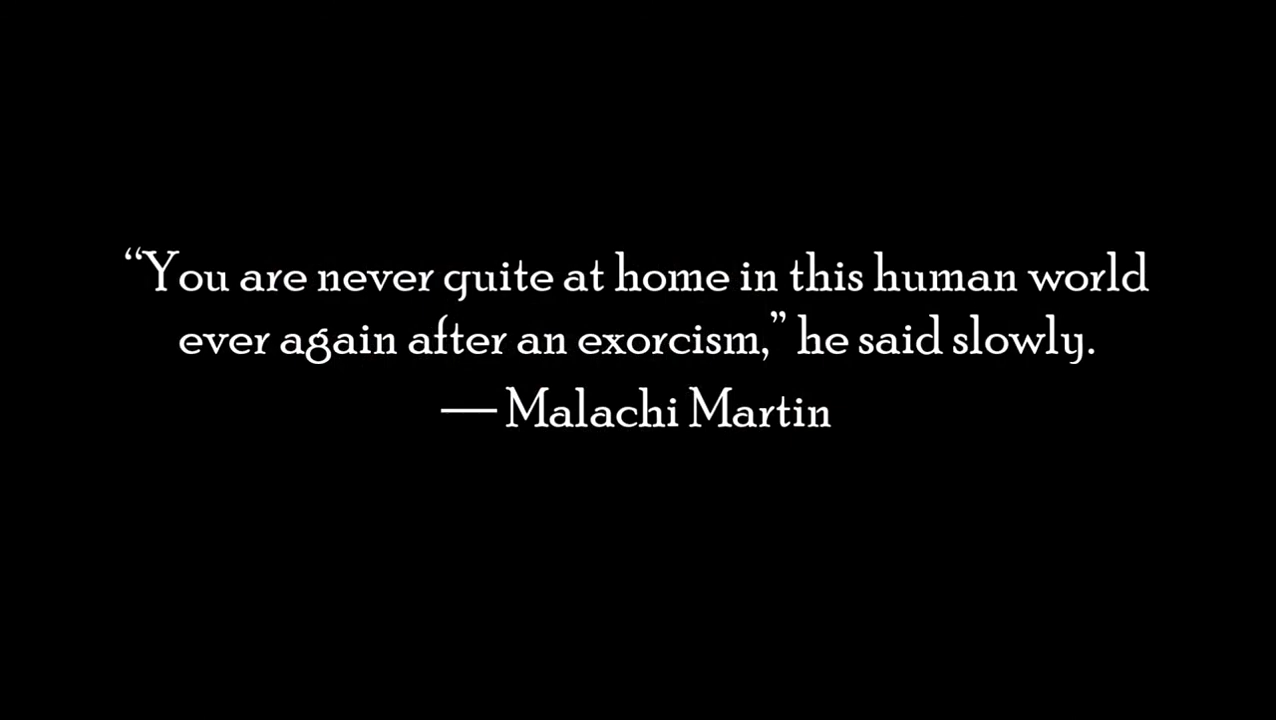 “You are never quite at home in this human world
ever again after an exorcism,” he said slowly.
— Malachi Martin